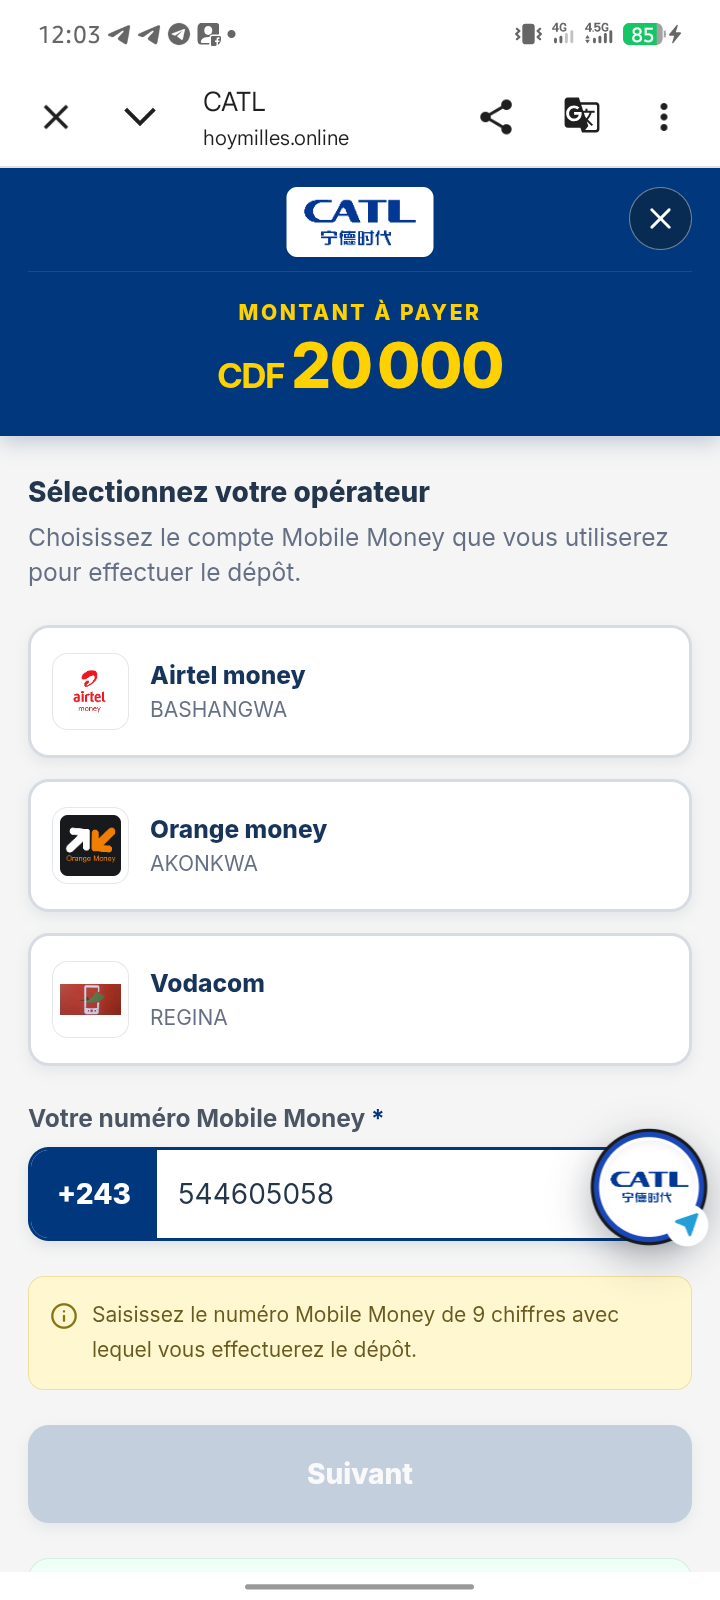 12:03
4G
4.5G
85
CATL
hoymilles.online
CATL
宁德时代
MONTANT À PAYER
CDF 20 000
Sélectionnez votre opérateur
Choisissez le compte Mobile Money que vous utiliserez
pour effectuer le dépôt.
airtel
money
Airtel money
BASHANGWA
Orange Money
Orange money
AKONKWA
Vodacom
REGINA
Votre numéro Mobile Money *
+243
544605058
CATL
宁德时代
Saisissez le numéro Mobile Money de 9 chiffres avec
lequel vous effectuerez le dépôt.
Suivant